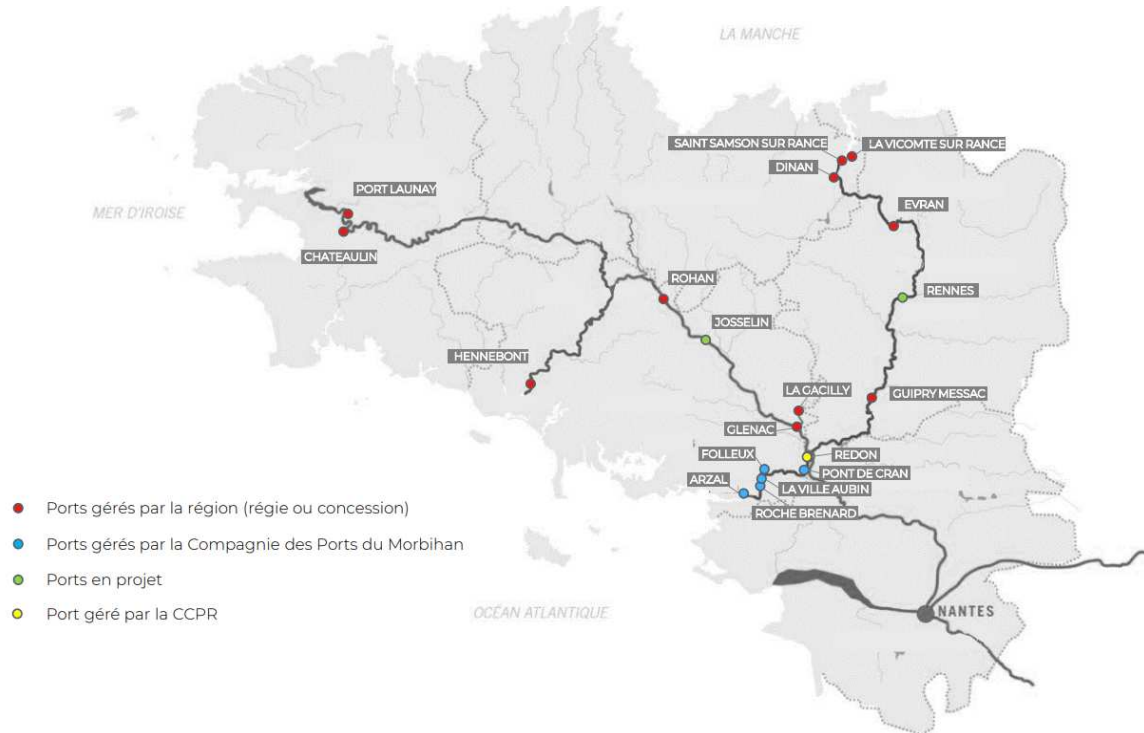 LA MANCHE
SAINT SAMSON SUR RANCE
LA VICOMTE SUR RANCE
DINAN
PORT LAUNAY
MER D'IROISE
EVRAN
CHATEAULIN
ROHAN
RENNES
JOSSELIN
HENNEBONT
LA GACILLY
GUIPRY MESSAC
GLENAC
FOLLEUX
REDON
ARZAL
PONT DE CRAN
LA VILLE AUBIN
ROCHE BRENARD
Ports gérés par la région (régie ou concession)
Ports gérés par la Compagnie des Ports du Morbihan
Ports en projet
Port géré par la CCPR
OCÉAN ATLANTIQUE
NANTES